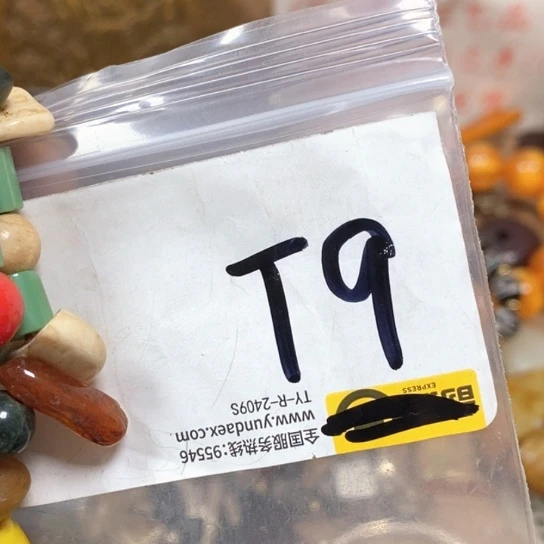 T9
TY-R-2409S
www.yundaex.com
全国服务热线:95546
EXPRESS